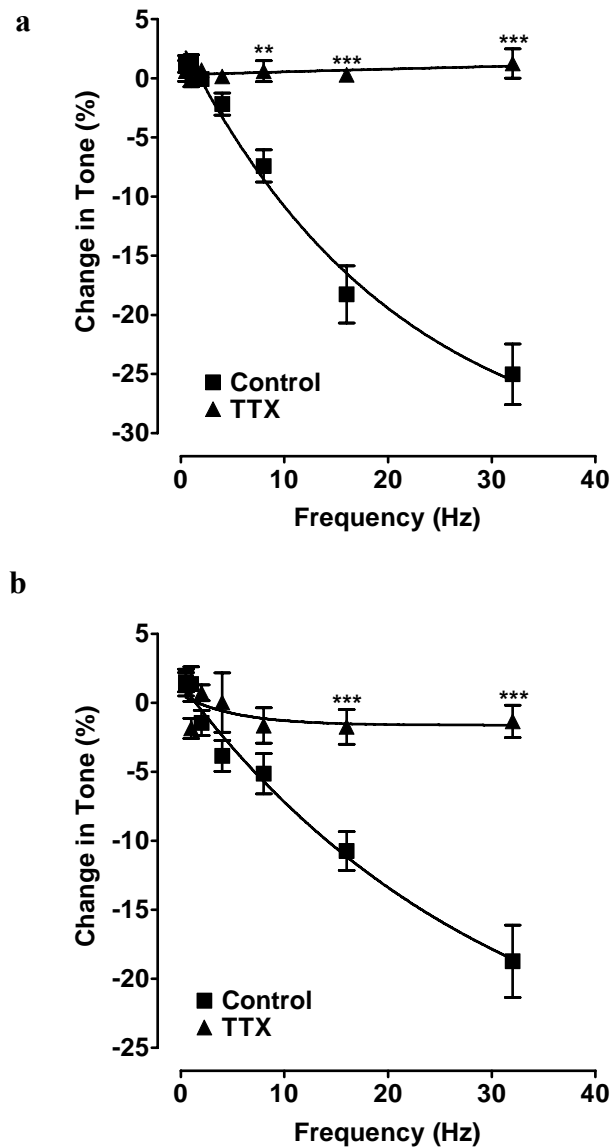 a
5
0
-5
-10
-15
-20
-25
-30
Change in Tone (%)
** *** ***
Control
TTX
0 10 20 30 40
Frequency (Hz)
b
5
0
-5
-10
-15
-20
-25
Change in Tone (%)
*** ***
Control
TTX
0 10 20 30 40
Frequency (Hz)